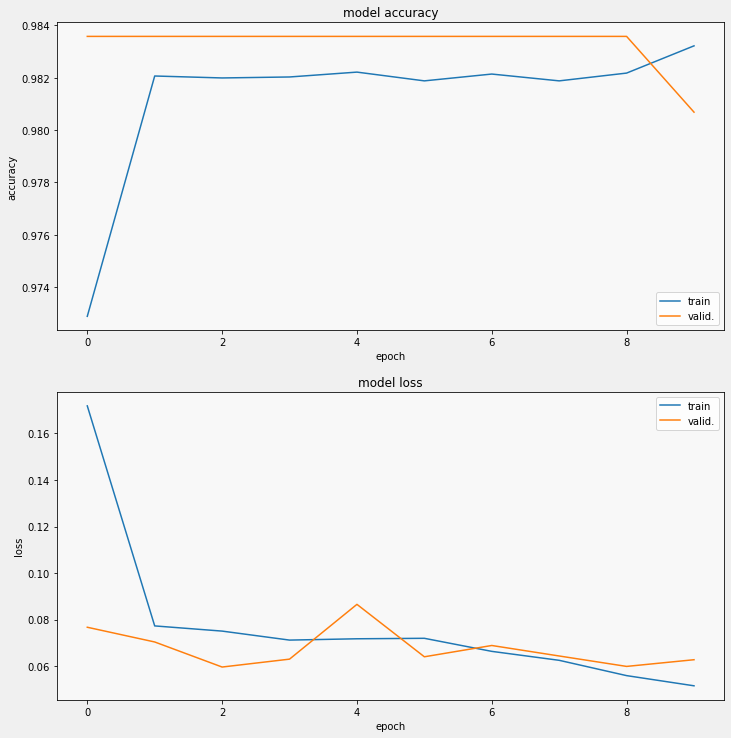 model accuracy
0.984
0.982
0.980
0.978
0.976
0.974
accuracy
train
valid.
0 2 4 6 8
epoch
model loss
0.16
0.14
0.12
0.10
0.08
0.06
loss
train
valid.
0 2 4 6 8
epoch